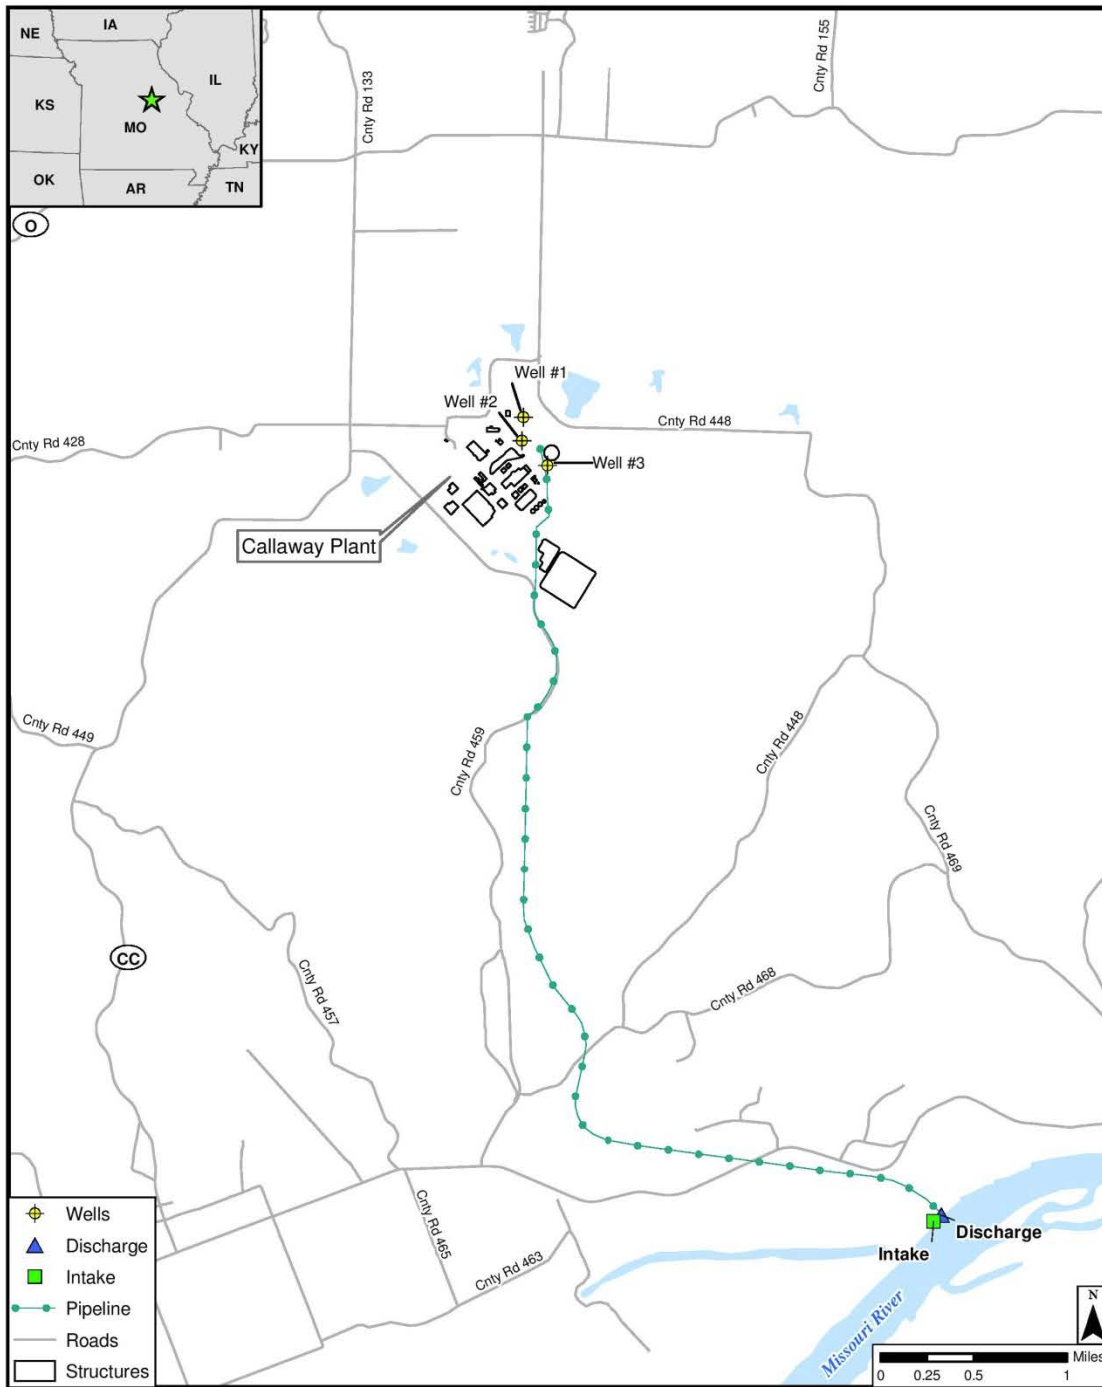 NE
IA
IL
KS
MO
KY
OK
AR
TN
Cnty Rd 133
Cnty Rd 155
O
Well #1
Well #2
Cnty Rd 428
Cnty Rd 448
Well #3
Callaway Plant
Cnty Rd 449
Cnty Rd 459
Cnty Rd 448
Cnty Rd 469
CC
Cnty Rd 457
Cnty Rd 468
Cnty Rd 465
Cnty Rd 463
Intake
Discharge
Missouri River
Wells
Discharge
Intake
Pipeline
Roads
Structures
N
Miles
0 0.25 0.5 1